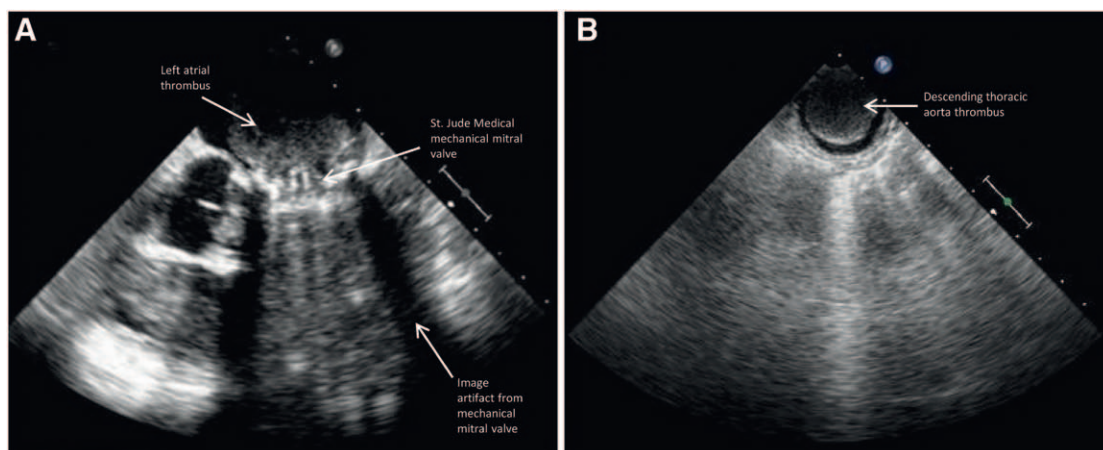 A
Left atrial
thrombus
St. Jude Medical
mechanical mitral
valve
Image
artifact from
mechanical
mitral valve
B
Descending thoracic
aorta thrombus